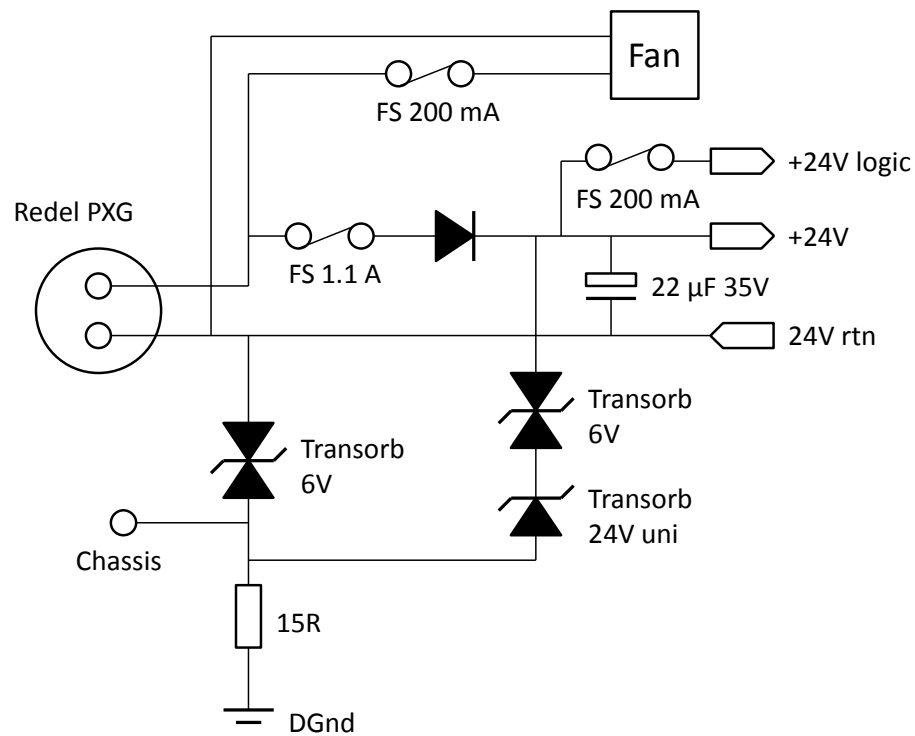 Fan
FS 200 mA
+24V logic
FS 200 mA
Redel PXG
+24V
FS 1.1 A
22 µF 35V
24V rtn
Transorb
6V
Transorb
6V
Transorb
24V uni
Chassis
15R
DGnd